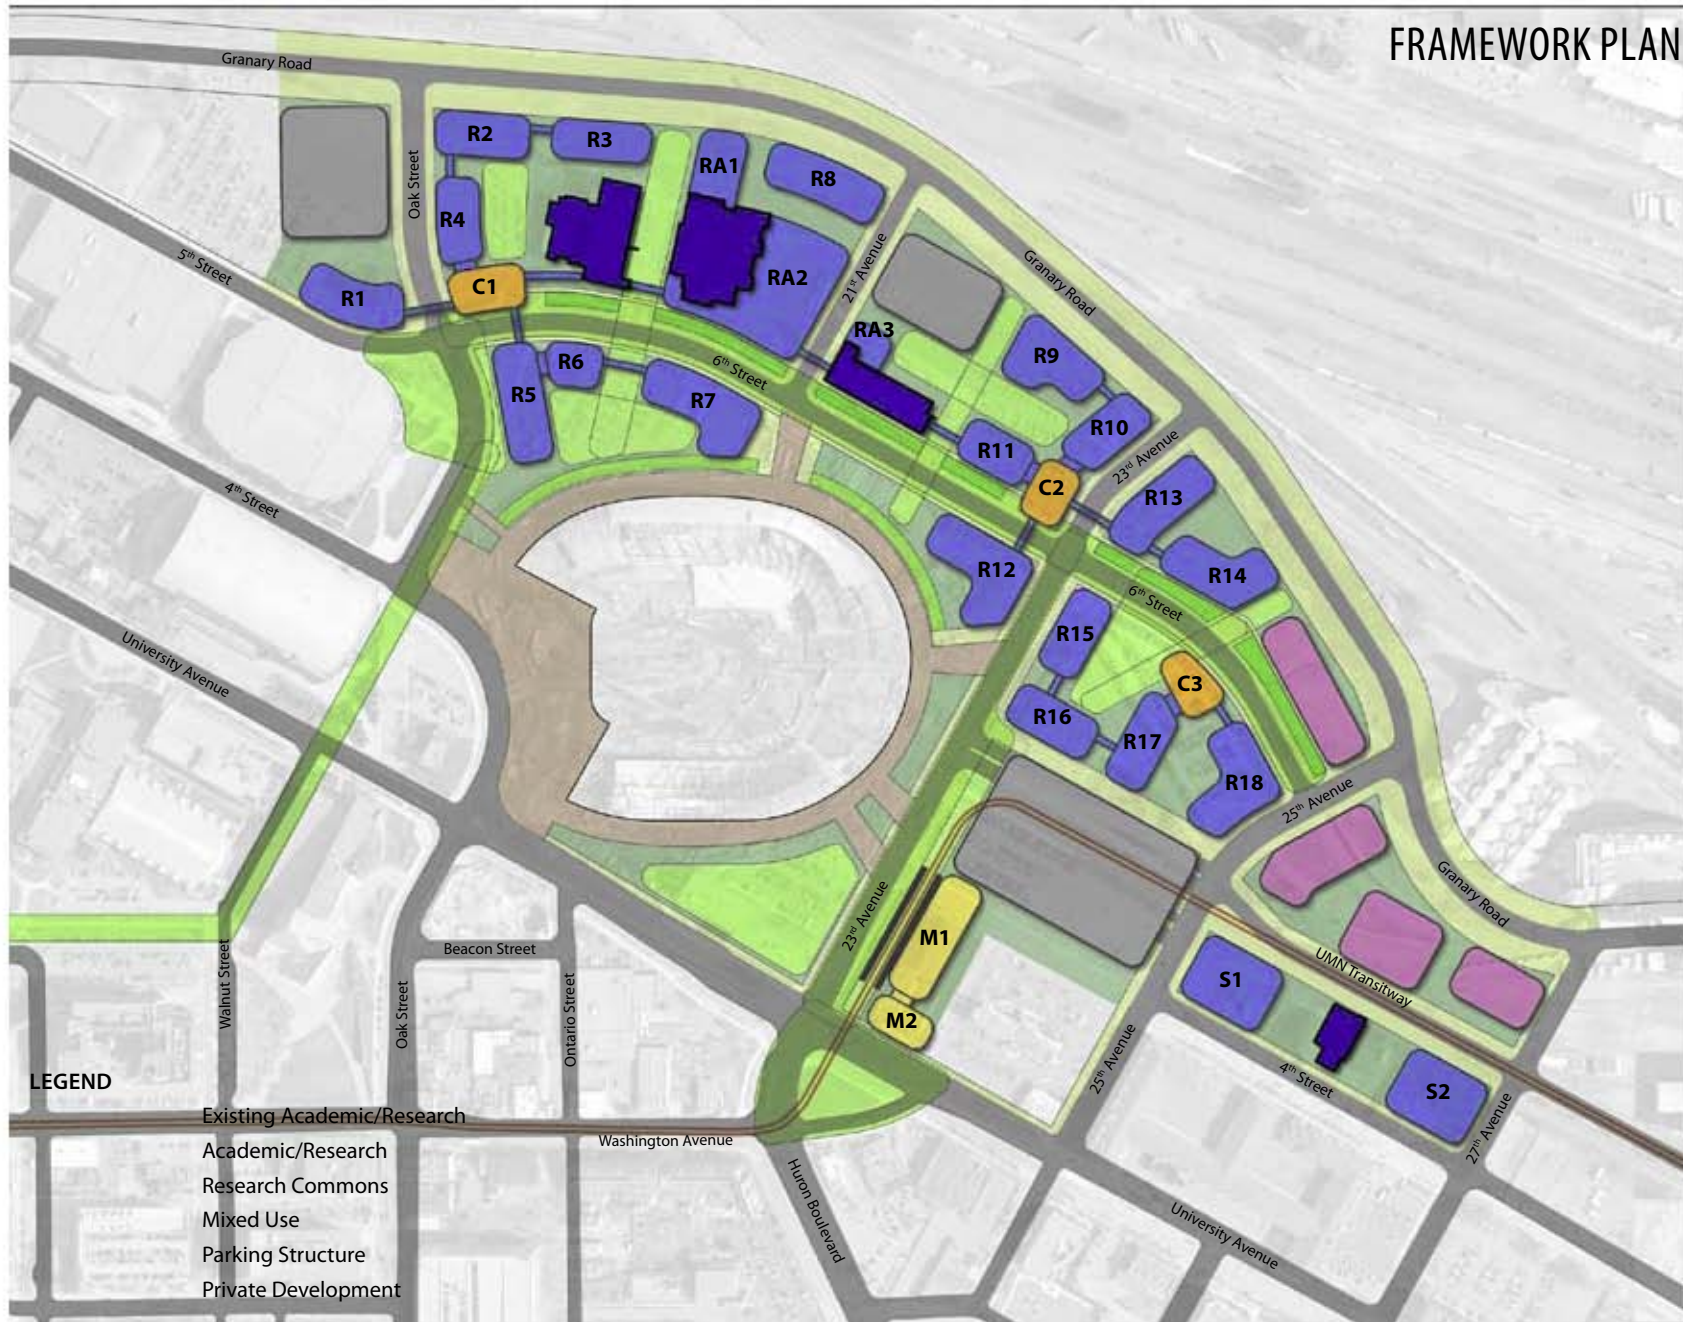 FRAMEWORK PLAN
Granary Road
Oak Street
5th Street
R2
R3
RA1
R8
R4
R1
C1
RA2
21st Avenue
Granary Road
RA3
R9
R5
R6
R7
6th Street
R11
R10
C2
23rd Avenue
R13
R12
R14
6th Street
4th Street
University Avenue
R15
C3
R16
R17
R18
25th Avenue
Granary Road
23rd Avenue
M1
M2
UMN Transitway
S1
S2
25th Avenue
4th Street
27th Avenue
Walnut Street
Oak Street
Beacon Street
Ontario Street
Washington Avenue
Huron Boulevard
University Avenue
LEGEND
Existing Academic/Research
Academic/Research
Research Commons
Mixed Use
Parking Structure
Private Development